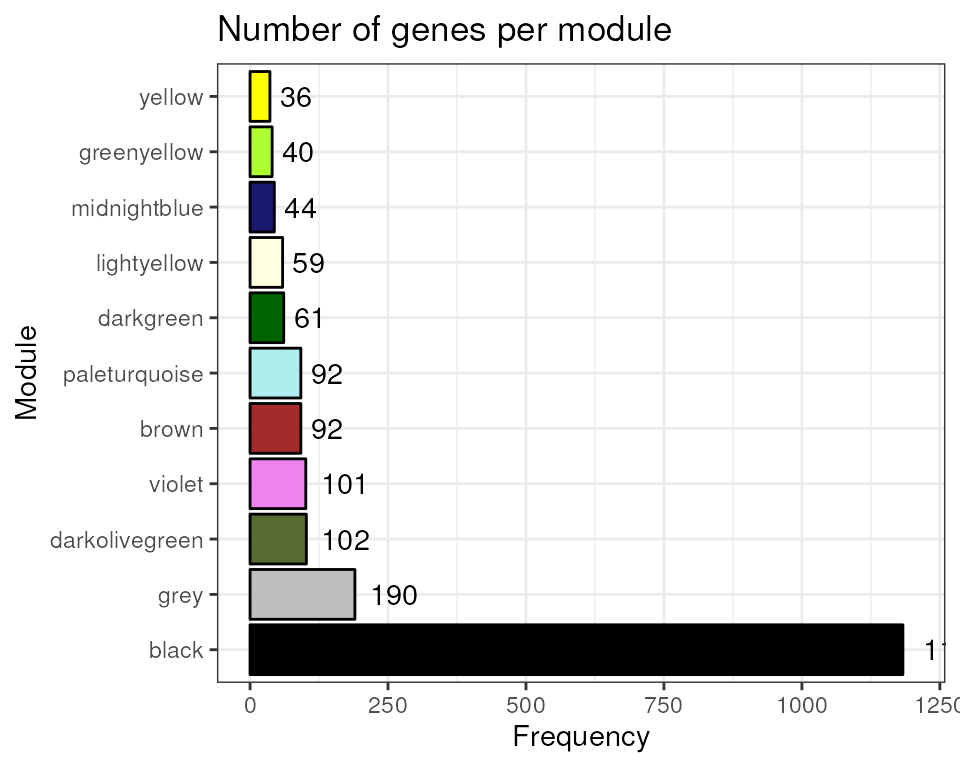 Number of genes per module
yellow 36
greenyellow 40
midnightblue 44
lightyellow 59
darkgreen 61
paleturquoise 92
brown 92
violet 101
darkolivegreen 102
grey 190
black
Module
0 250 500 750 1000 1250
Frequency